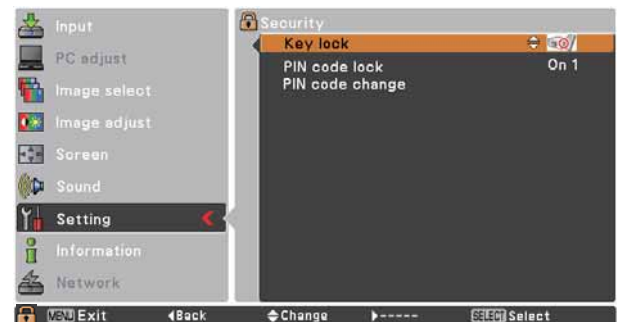 Input
PC adjust
Image select
Image adjust
Screen
Sound
Setting
Information
Network
Security
Key lock
PIN code lock On 1
PIN code change
MENU Exit ◀Back Change ▶----- SELECT Select